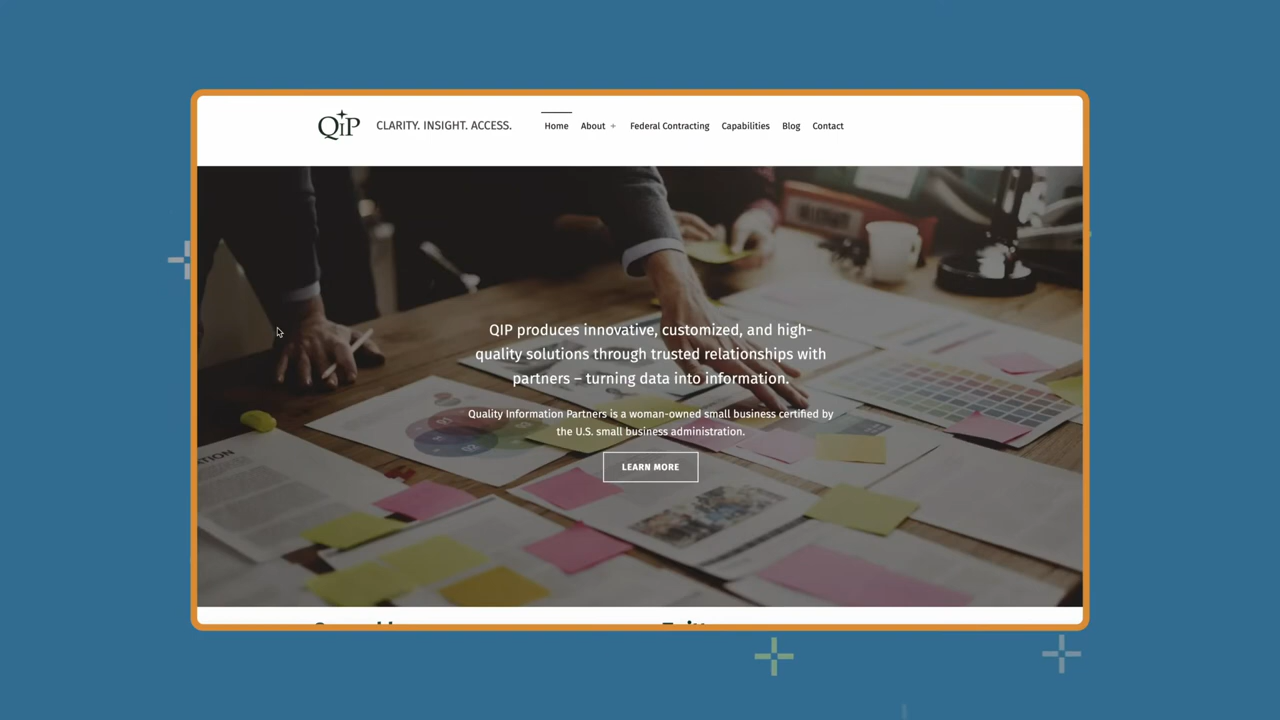 QiP
CLARITY. INSIGHT. ACCESS.
Home About + Federal Contracting Capabilities Blog Contact
QIP produces innovative, customized, and high-
quality solutions through trusted relationships with
partners – turning data into information.
Quality Information Partners is a woman-owned small business certified by
the U.S. small business administration.
LEARN MORE